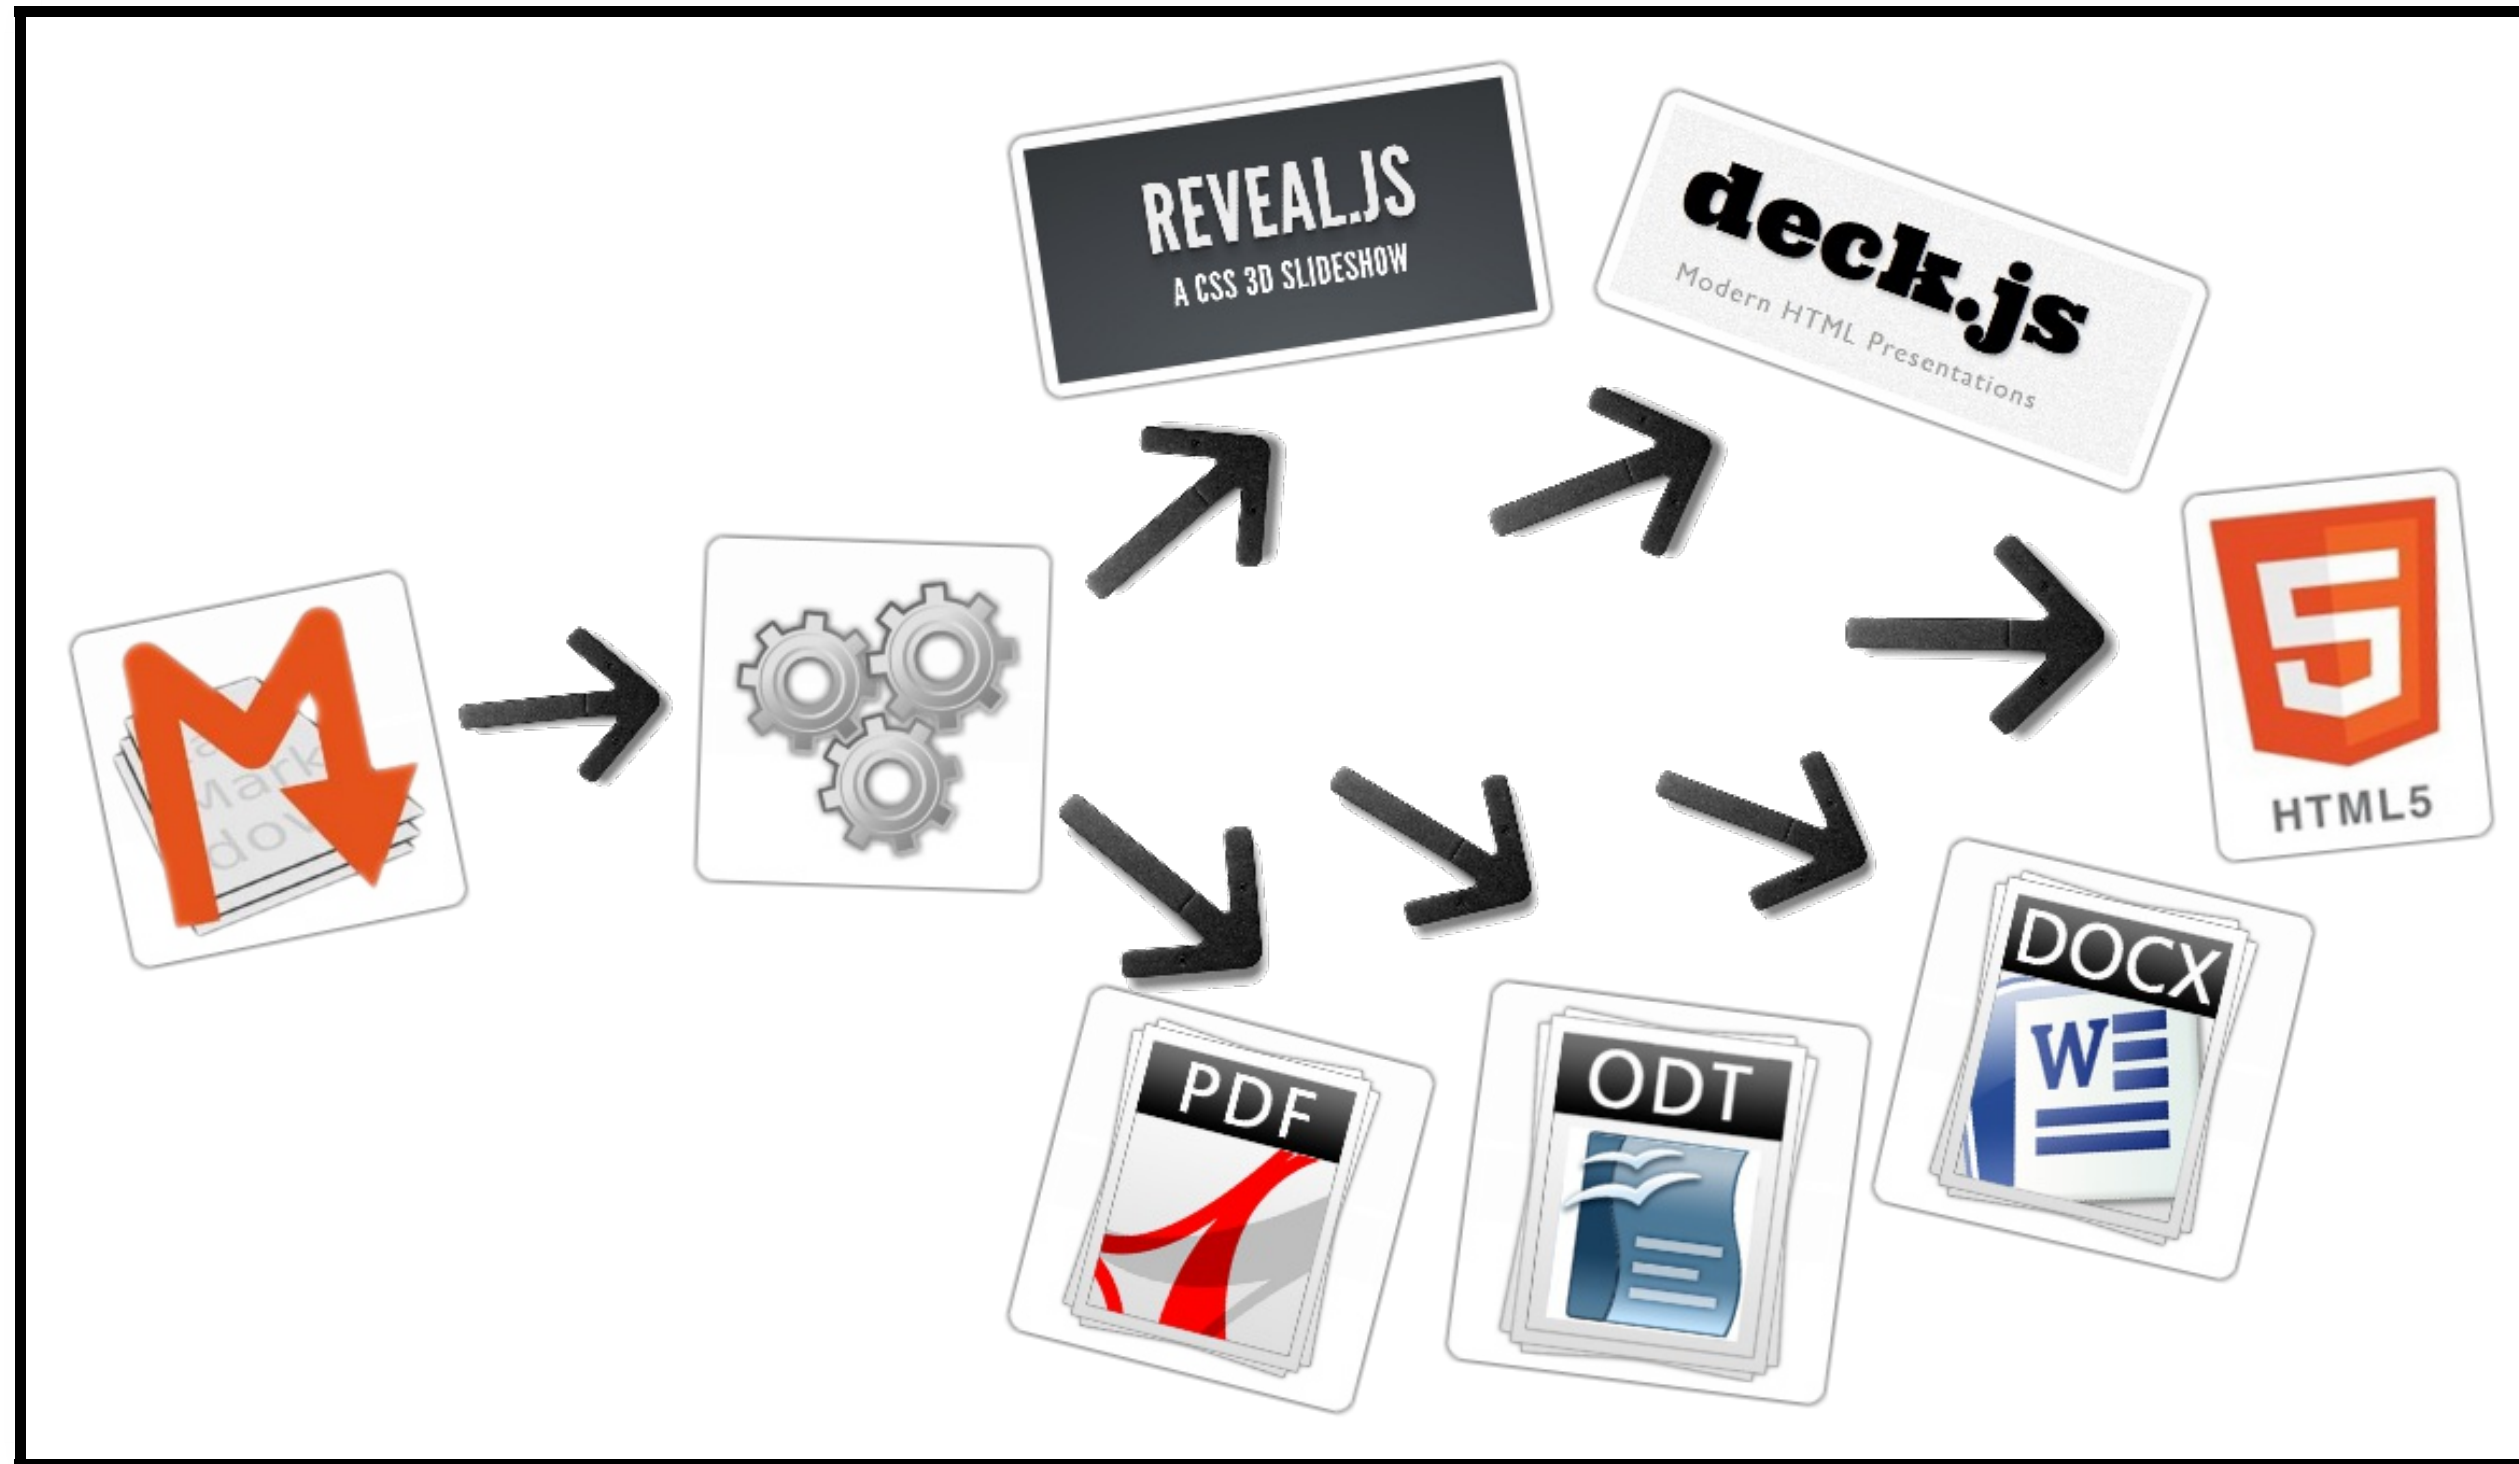 REVEAL.JS
A CSS 3D SLIDESHOW
deck.js
Modern HTML Presentations
HTML5
DOCX
W
PDF
ODT